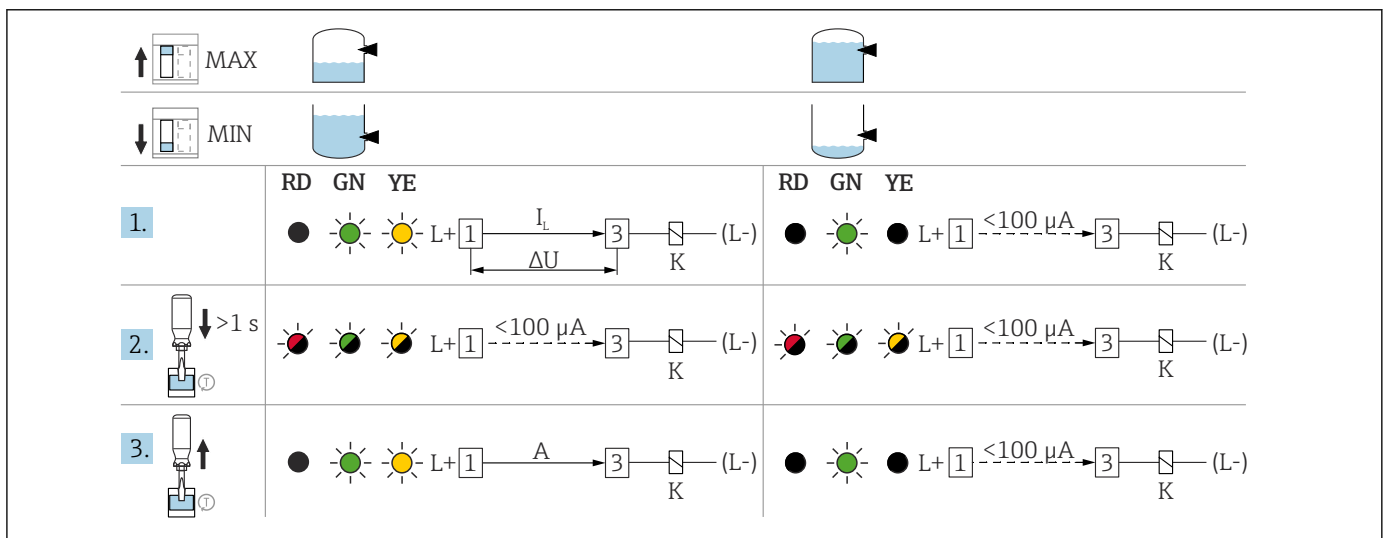 MAX
MIN
RD GN YE RD GN YE
1. L+ 1 I_L 3 (L-) L+ 1 <100 µA 3 (L-)
ΔU K K
2. >1 s L+ 1 <100 µA 3 (L-) L+ 1 <100 µA 3 (L-)
T K K
3. L+ 1 A 3 (L-) L+ 1 <100 µA 3 (L-)
T K K